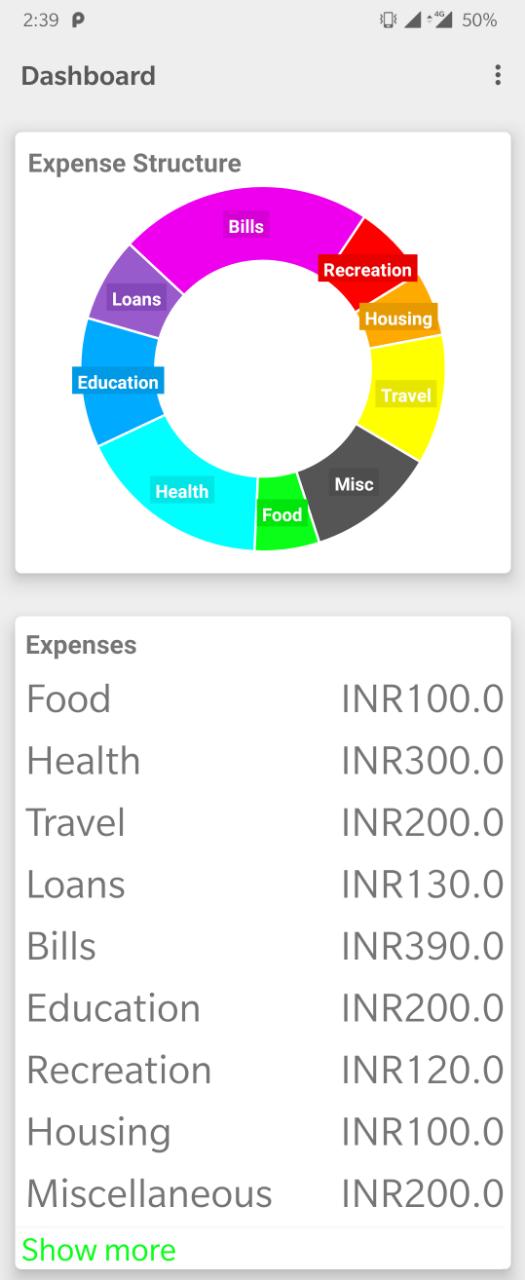 2:39 4G 50%
Dashboard
Expense Structure
Bills
Recreation
Loans
Housing
Education
Travel
Health
Misc
Food
Expenses
Food INR100.0
Health INR300.0
Travel INR200.0
Loans INR130.0
Bills INR390.0
Education INR200.0
Recreation INR120.0
Housing INR100.0
Miscellaneous INR200.0
Show more